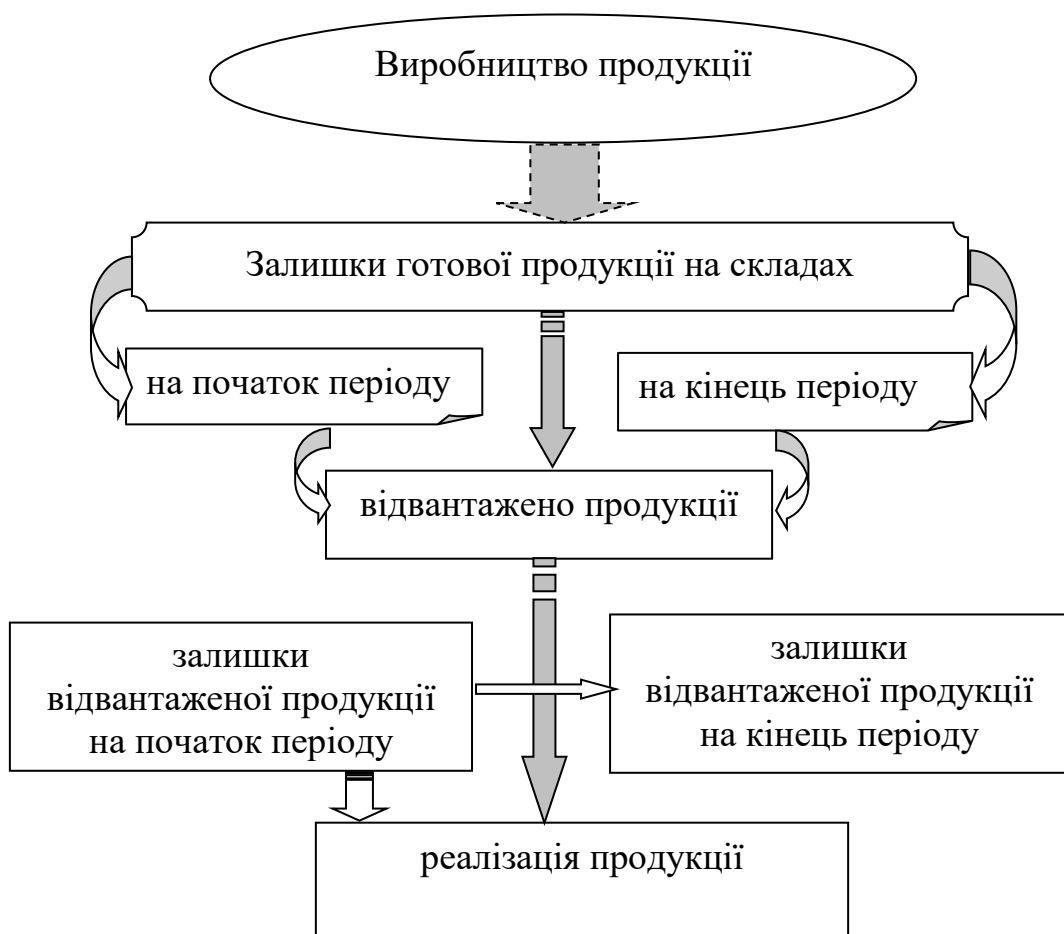 Виробництво продукції
Залишки готової продукції на складах
на початок періоду
на кінець періоду
відвантажено продукції
залишки
відвантаженої продукції
на початок періоду
залишки
відвантаженої продукції
на кінець періоду
реалізація продукції